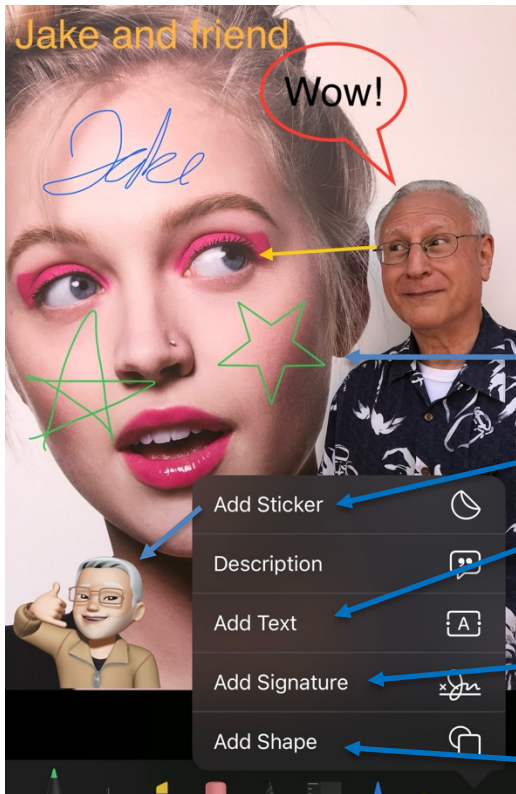 Jake and friend
Wow!
Jake
Add Sticker
Description
Add Text
A
Add Signature
Add Shape